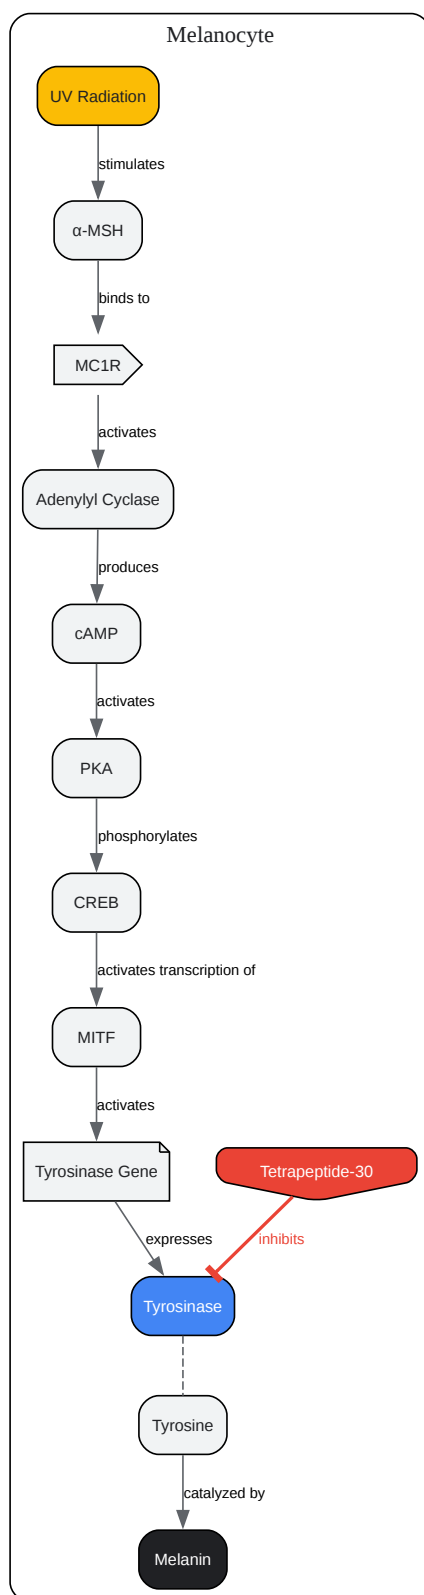 Melanocyte
UV Radiation
stimulates
α-MSH
binds to
MC1R
activates
Adenylyl Cyclase
produces
cAMP
activates
PKA
phosphorylates
CREB
activates transcription of
MITF
activates
Tyrosinase Gene
Tetrapeptide-30
expresses
inhibits
Tyrosinase
Tyrosine
catalyzed by
Melanin